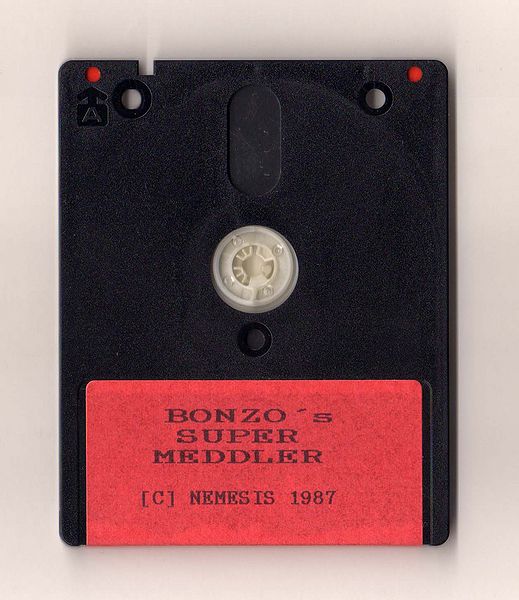 A
BONZO´s
SUPER
MEDDLER
[C] NEMESIS 1987